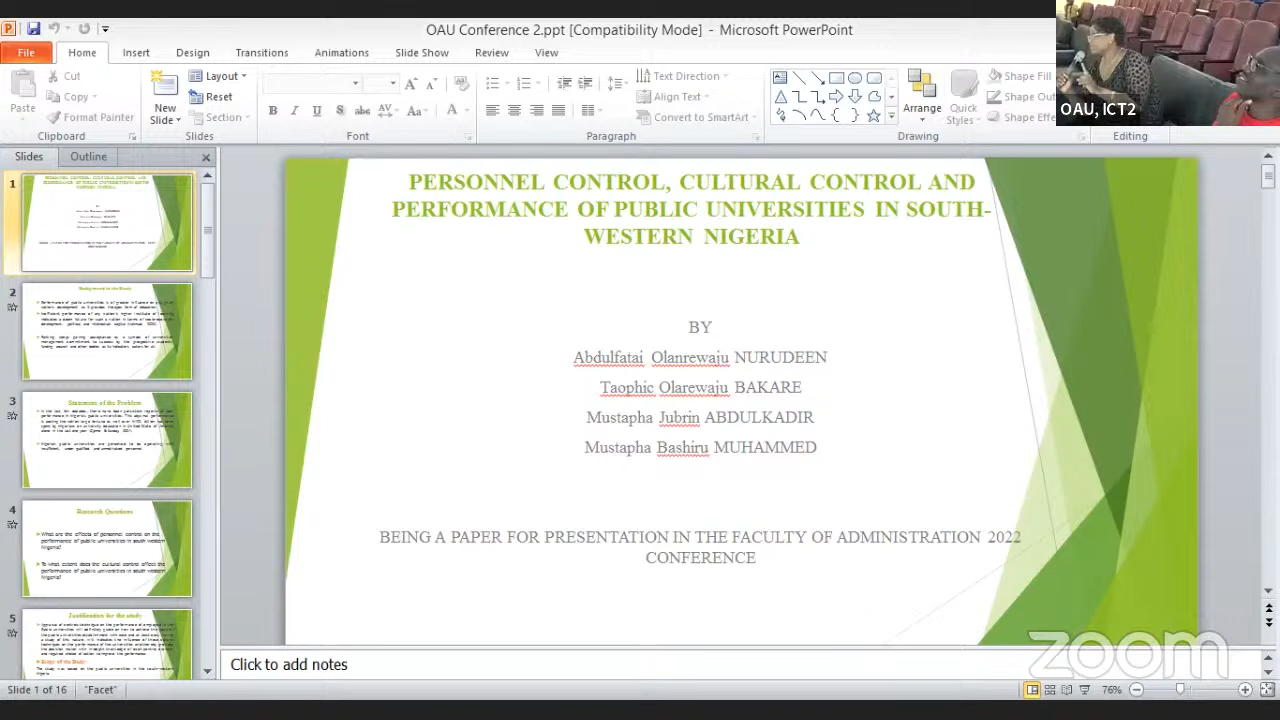 OAU Conference 2.ppt [Compatibility Mode] - Microsoft PowerPoint
File Home Insert Design Transitions Animations Slide Show Review View
Paste
Cut
Copy
Format Painter
Clipboard
New
Slide
Layout
Reset
Section
Slides
Font
Text Direction
Align Text
Convert to SmartArt
Paragraph
Arrange
Quick
Styles
Shape Fill
Shape
Shape
Drawing
Editing
OAU, ICT2
Slides Outline
1
2
Background to the Study
3
Statement of the Problem
4
Research Questions
What are the effects of personnel control on the
performance of public universities in south western
Nigeria?
To what extent does the cultural control affect the
performance of public universities in south western
Nigeria?
5
Justification for the study
PERSONNEL CONTROL, CULTURAL CONTROL AND
PERFORMANCE OF PUBLIC UNIVERSITIES IN SOUTH-
WESTERN NIGERIA
BY
Abdulfatai Olanrewaju NURUDEEN
Taophic Olarewaju BAKARE
Mustapha Jubrin ABDULKADIR
Mustapha Bashiru MUHAMMED
BEING A PAPER FOR PRESENTATION IN THE FACULTY OF ADMINISTRATION 2022
CONFERENCE
Click to add notes
zoom
Slide 1 of 16 "Facet" 76%